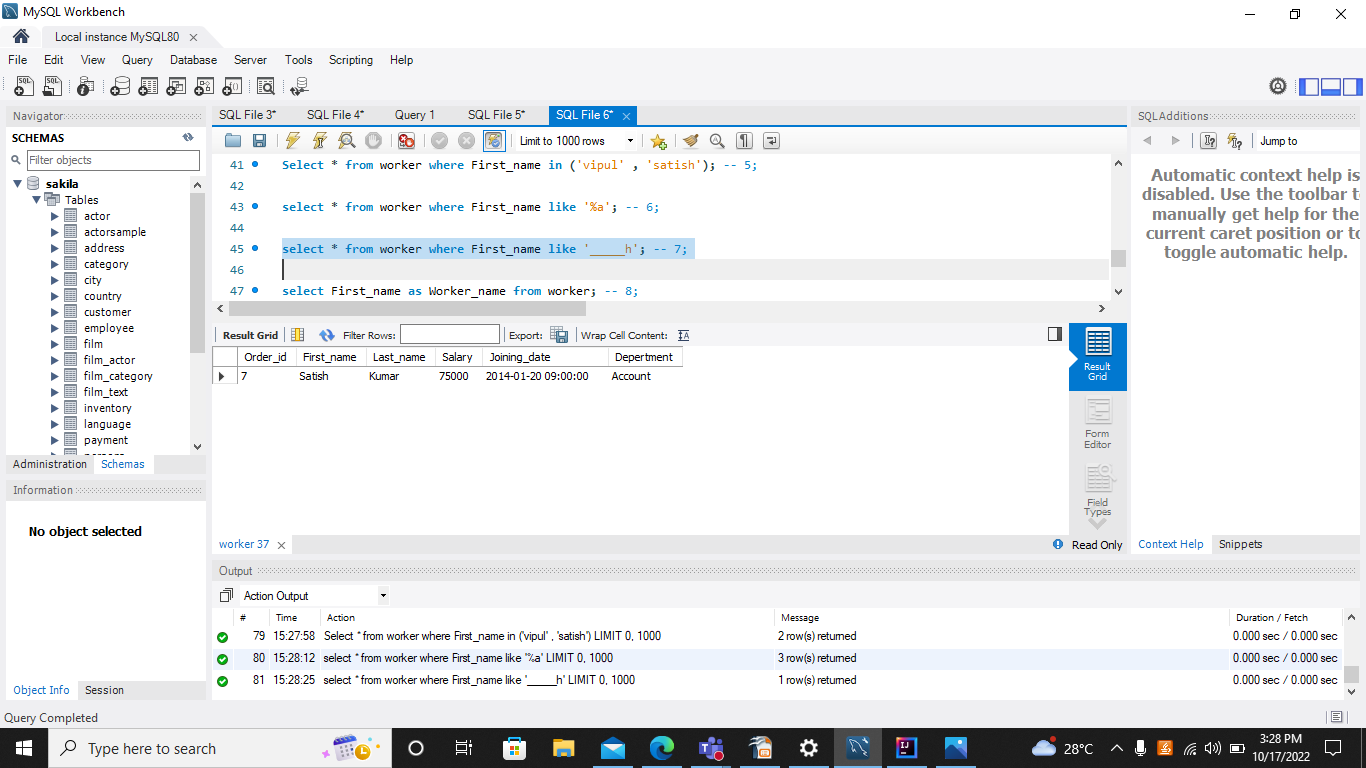 MySQL Workbench
Local instance MySQL80
File Edit View Query Database Server Tools Scripting Help
Navigator
SCHEMAS
Filter objects
sakila
Tables
actor
actorsample
address
category
city
country
customer
employee
film
film_actor
film_category
film_text
inventory
language
payment
Administration Schemas
Information
No object selected
Object Info Session
SQL File 3* SQL File 4* Query 1 SQL File 5* SQL File 6*
Limit to 1000 rows
41 Select * from worker where First_name in ('vipul' , 'satish'); -- 5;
42
43 select * from worker where First_name like '%a'; -- 6;
44
45 select * from worker where First_name like '_____h'; -- 7;
46
47 select First_name as Worker_name from worker; -- 8;
Result Grid Filter Rows: Export: Wrap Cell Content:
Order_id First_name Last_name Salary Joining_date Depertment
7 Satish Kumar 75000 2014-01-20 09:00:00 Account
Result Grid
Form Editor
Field Types
worker 37
Read Only
SQLAdditions
Jump to
Automatic context help is
disabled. Use the toolbar t
manually get help for the
current caret position or to
toggle automatic help.
Context Help Snippets
Output
Action Output
# Time Action Message Duration / Fetch
79 15:27:58 Select * from worker where First_name in ('vipul' , 'satish') LIMIT 0, 1000 2 row(s) returned 0.000 sec / 0.000 sec
80 15:28:12 select * from worker where First_name like '%a' LIMIT 0, 1000 3 row(s) returned 0.000 sec / 0.000 sec
81 15:28:25 select * from worker where First_name like '_____h' LIMIT 0, 1000 1 row(s) returned 0.000 sec / 0.000 sec
Query Completed
Type here to search
28°C
3:28 PM
10/17/2022